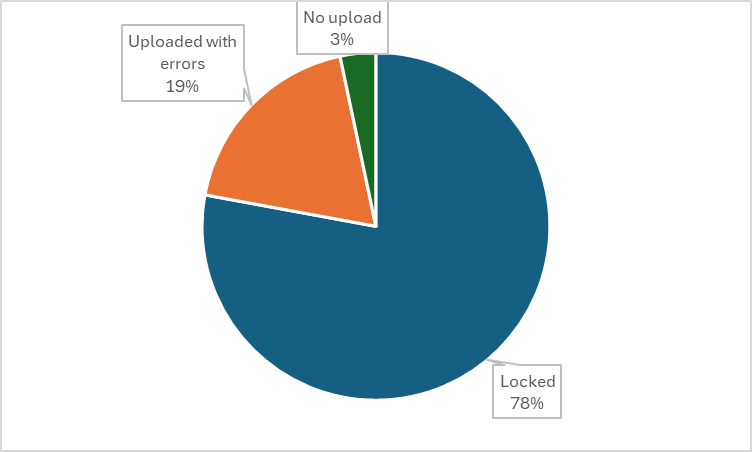 No upload
3%
Uploaded with
errors
19%
Locked
78%